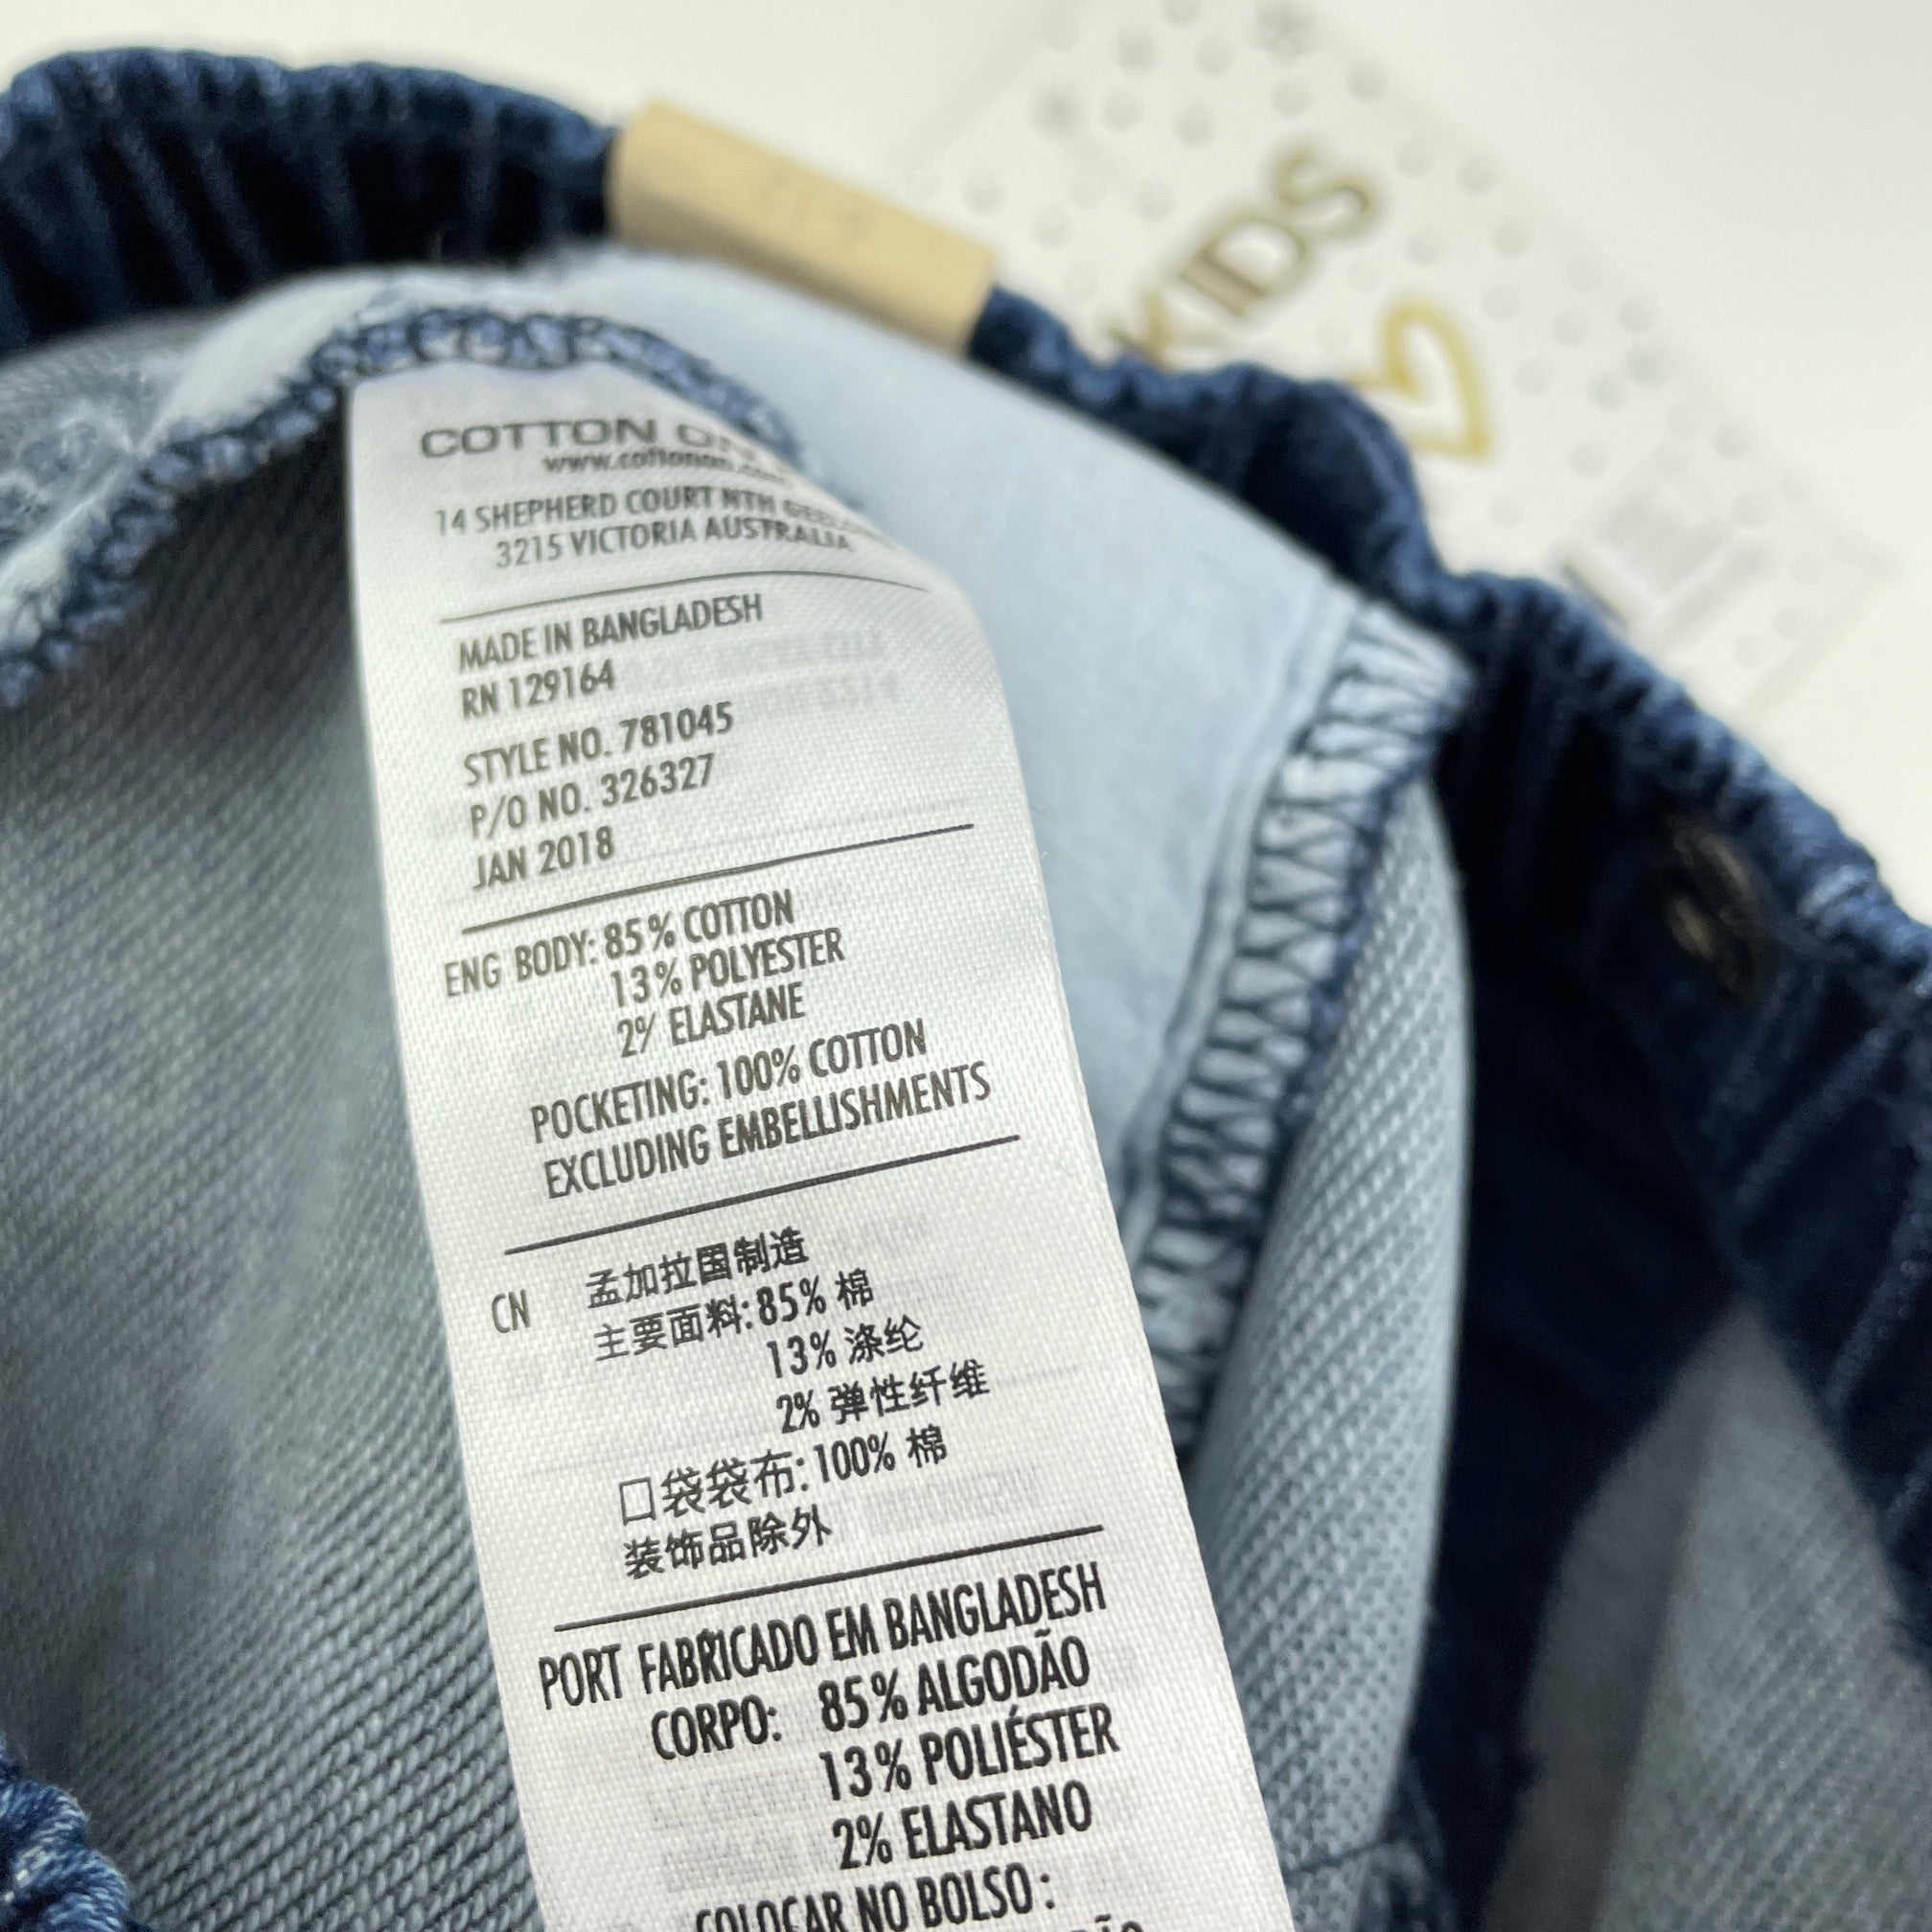 KIDS
COTTON ON
www.cottonon.com
14 SHEPHERD COURT NTH
3215 VICTORIA AUSTRALIA
MADE IN BANGLADESH
RN 129164
STYLE NO. 781045
P/O NO. 326327
JAN 2018
ENG BODY: 85% COTTON
13% POLYESTER
2% ELASTANE
POCKETING: 100% COTTON
EXCLUDING EMBELLISHMENTS
CN 孟加拉国制造
主要面料: 85% 棉
13% 涤纶
2% 弹性纤维
口袋袋布: 100% 棉
装饰品除外
PORT FABRICADO EM BANGLADESH
CORPO: 85% ALGODÃO
13% POLIÉSTER
2% ELASTANO
COLOCAR NO BOLSO :